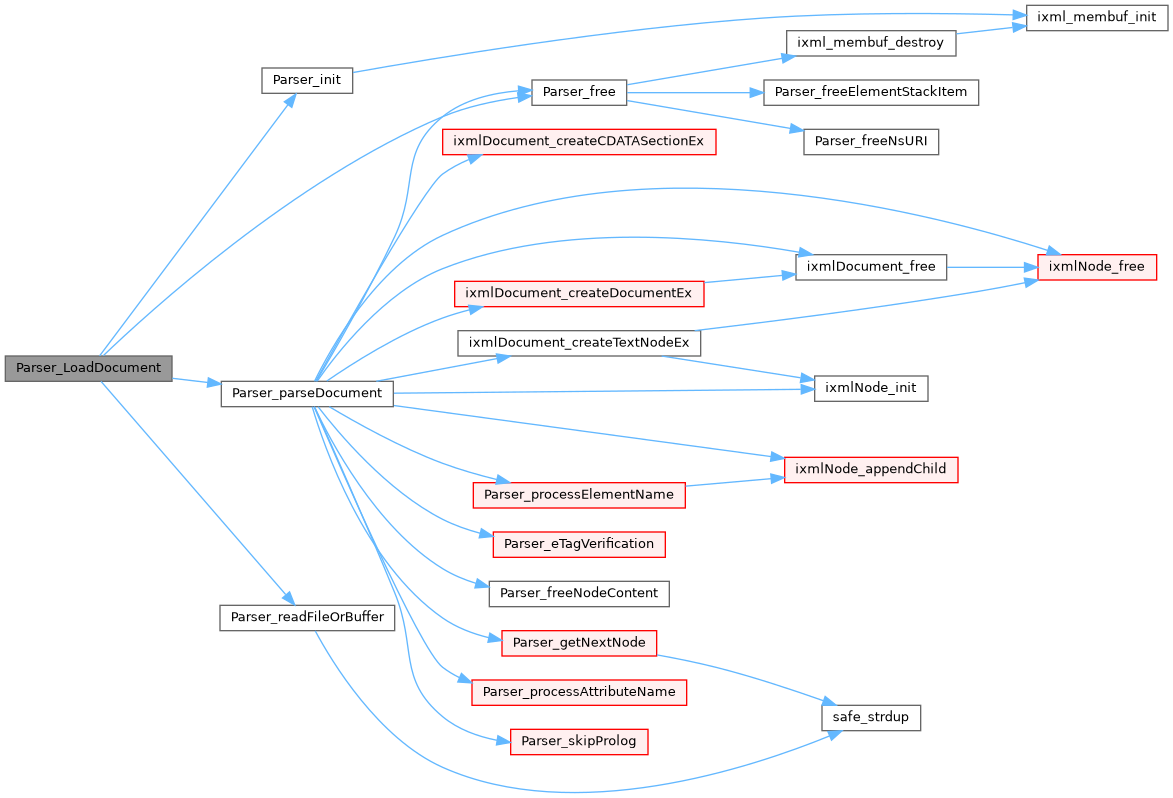 ixml_membuf_init
ixml_membuf_destroy
Parser_init
Parser_free
Parser_freeElementStackItem
ixmlDocument_createCDATASectionEx
Parser_freeNsURI
ixmlDocument_free
ixmlNode_free
ixmlDocument_createDocumentEx
ixmlDocument_createTextNodeEx
Parser_LoadDocument
Parser_parseDocument
ixmlNode_init
ixmlNode_appendChild
Parser_processElementName
Parser_eTagVerification
Parser_freeNodeContent
Parser_readFileOrBuffer
Parser_getNextNode
Parser_processAttributeName
safe_strdup
Parser_skipProlog